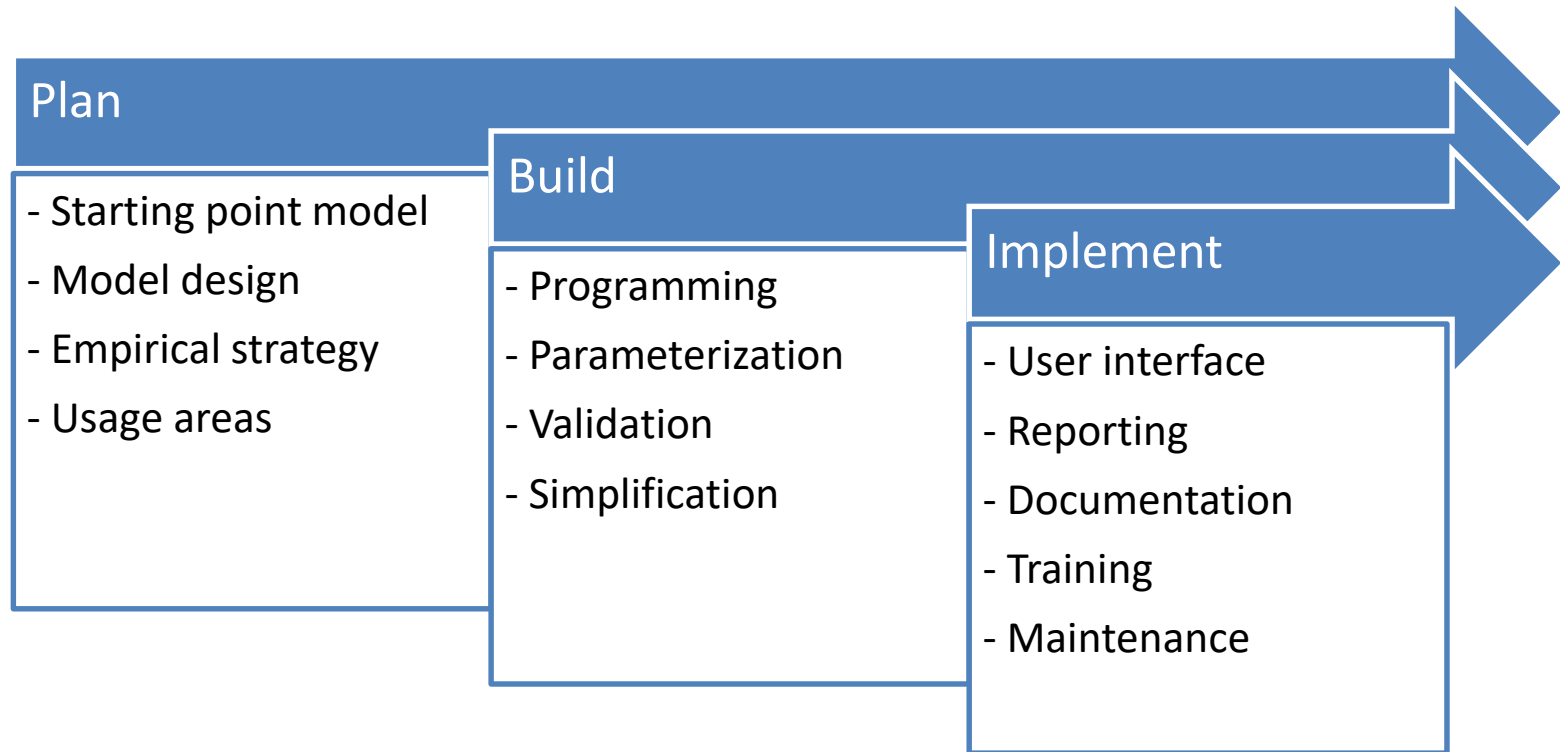 Plan
- Starting point model
- Model design
- Empirical strategy
- Usage areas
Build
- Programming
- Parameterization
- Validation
- Simplification
Implement
- User interface
- Reporting
- Documentation
- Training
- Maintenance